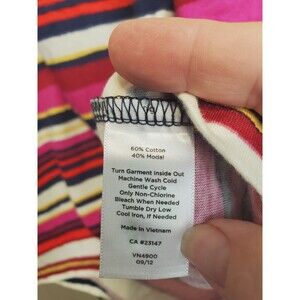 60% Cotton
40% Modal
Turn Garment Inside Out
Machine Wash Cold
Gentle Cycle
Only Non-Chlorine
Bleach When Needed
Tumble Dry Low
Cool Iron, If Needed
Made in Vietnam
CA #23147
VN4900
09/12